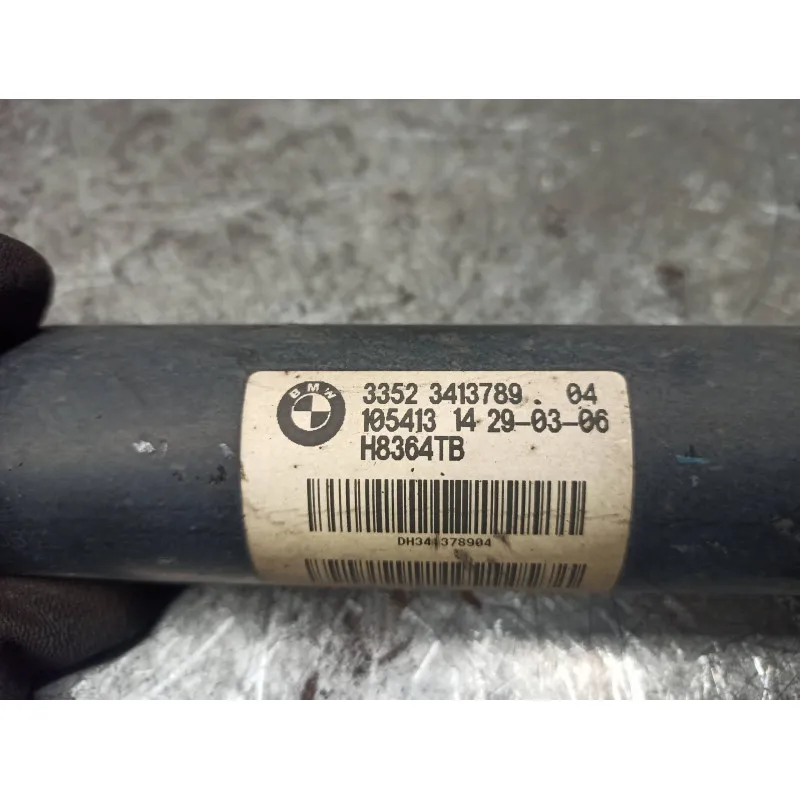 BMW
3352 3413789 . 04
105413 14 29-03-06
H8364TB
DH341378904